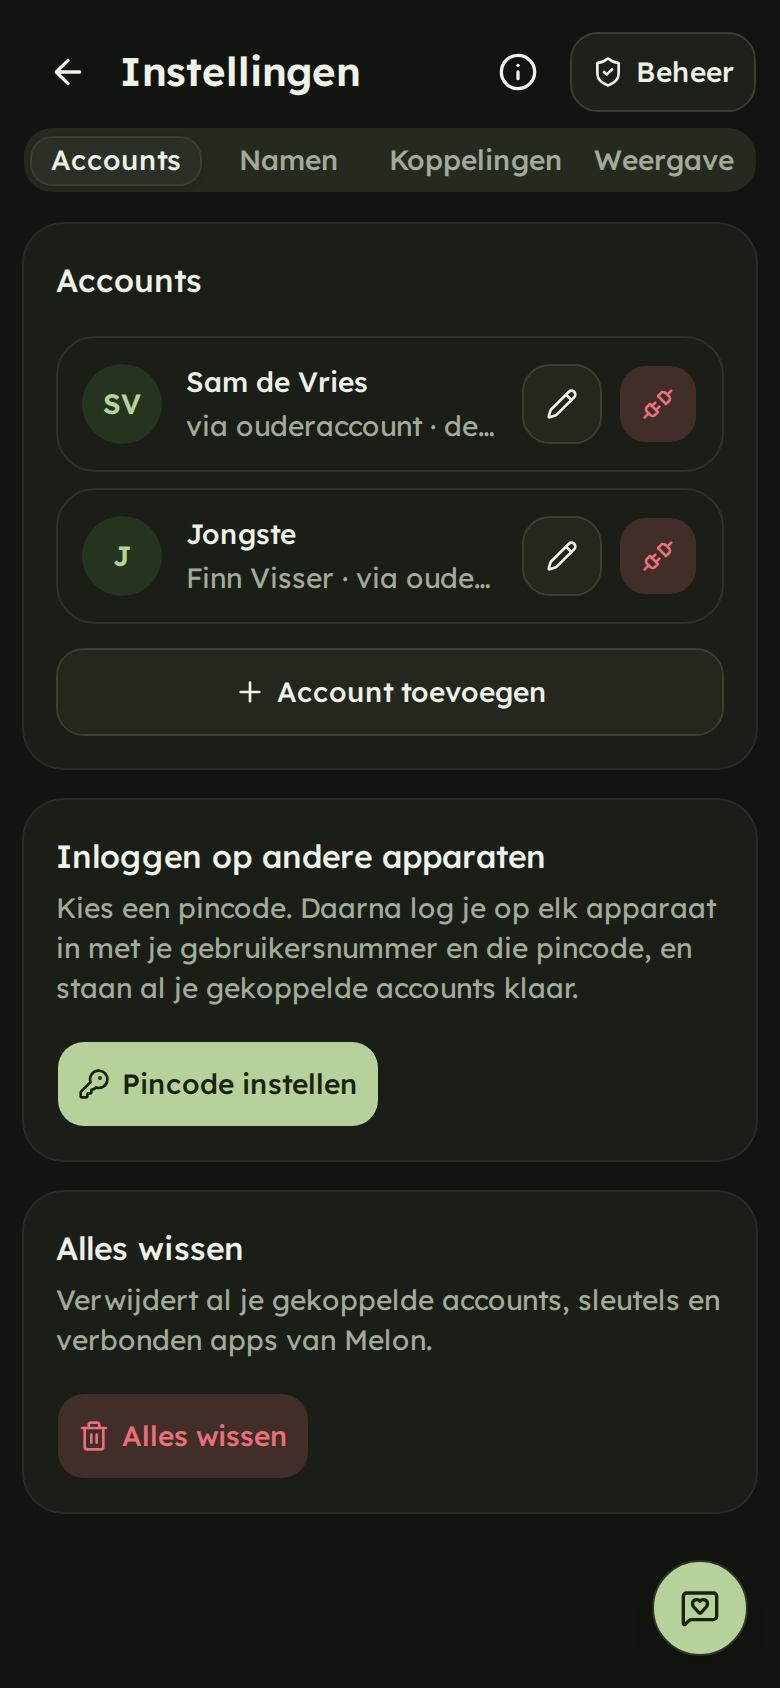 Instellingen
Beheer
Accounts Namen Koppelingen Weergave
Accounts
SV
Sam de Vries
via ouderaccount · de...
J
Jongste
Finn Visser · via oude...
Account toevoegen
Inloggen op andere apparaten
Kies een pincode. Daarna log je op elk apparaat
in met je gebruikersnummer en die pincode, en
staan al je gekoppelde accounts klaar.
Pincode instellen
Alles wissen
Verwijdert al je gekoppelde accounts, sleutels en
verbonden apps van Melon.
Alles wissen